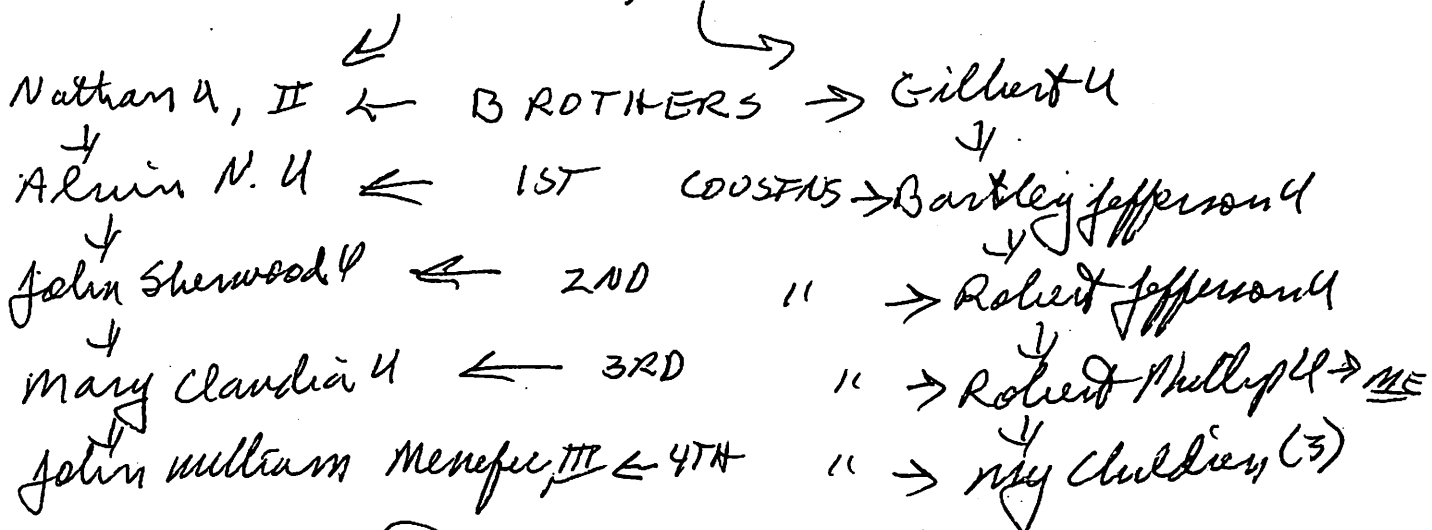 Nathan U, II ← BROTHERS → Gilbert U
Alvin N. U ← 1ST COUSINS → Bartley Jefferson U
John Sherwood U ← 2ND " → Robert Jefferson U
Mary Claudia U ← 3RD " → Robert Phillip U → ME
John William Menefee, III ← 4TH " → My Children (3)